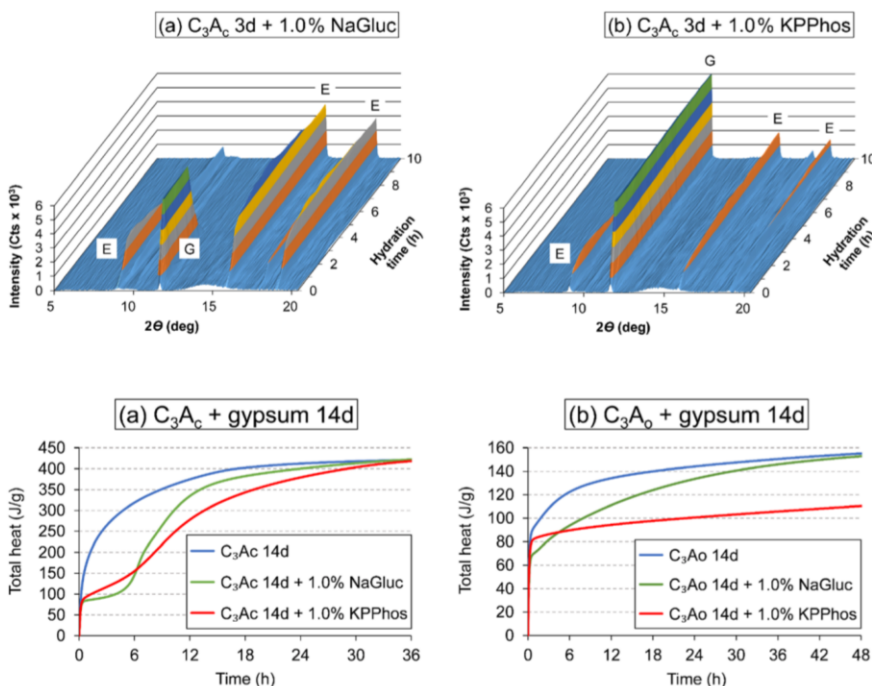 (a) C₃A꜀ 3d + 1.0% NaGluc
E
E
E
G
Intensity (Cts x 10³)
6
5
4
3
2
1
0
5
10
15
20
2Θ (deg)
0
2
4
6
8
10
Hydration
time (h)
(b) C₃A꜀ 3d + 1.0% KPPhos
G
E
E
E
Intensity (Cts x 10³)
6
5
4
3
2
1
0
5
10
15
20
2Θ (deg)
0
2
4
6
8
10
Hydration
time (h)
(a) C₃A꜀ + gypsum 14d
Total heat (J/g)
450
400
350
300
250
200
150
100
50
0
C₃Ac 14d
C₃Ac 14d + 1.0% NaGluc
C₃Ac 14d + 1.0% KPPhos
0 6 12 18 24 30 36
Time (h)
(b) C₃Aₒ + gypsum 14d
Total heat (J/g)
160
140
120
100
80
60
40
20
0
C₃Ao 14d
C₃Ao 14d + 1.0% NaGluc
C₃Ao 14d + 1.0% KPPhos
0 6 12 18 24 30 36 42 48
Time (h)